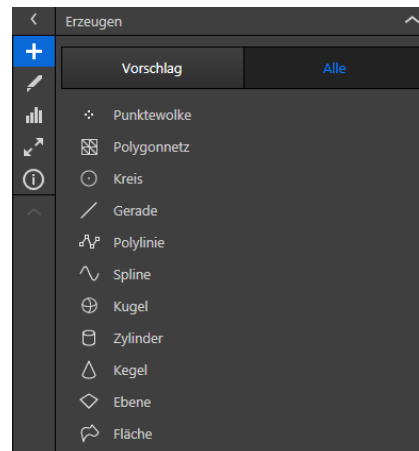 Erzeugen
Vorschlag Alle
Punktewolke
Polygonnetz
Kreis
Gerade
Polylinie
Spline
Kugel
Zylinder
Kegel
Ebene
Fläche